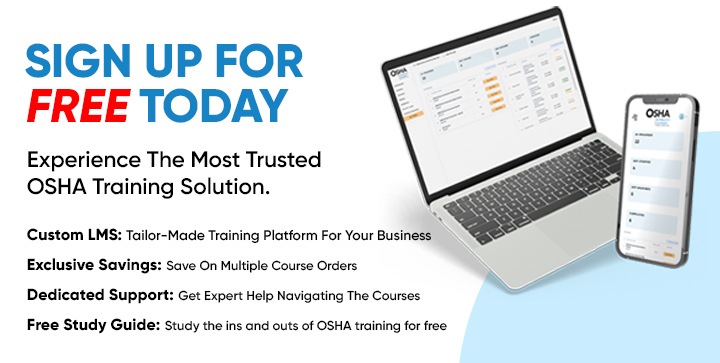 SIGN UP FOR
FREE TODAY
Experience The Most Trusted
OSHA Training Solution.
Custom LMS: Tailor-Made Training Platform For Your Business
Exclusive Savings: Save On Multiple Course Orders
Dedicated Support: Get Expert Help Navigating The Courses
Free Study Guide: Study the ins and outs of OSHA training for free
OSHA
OSHA